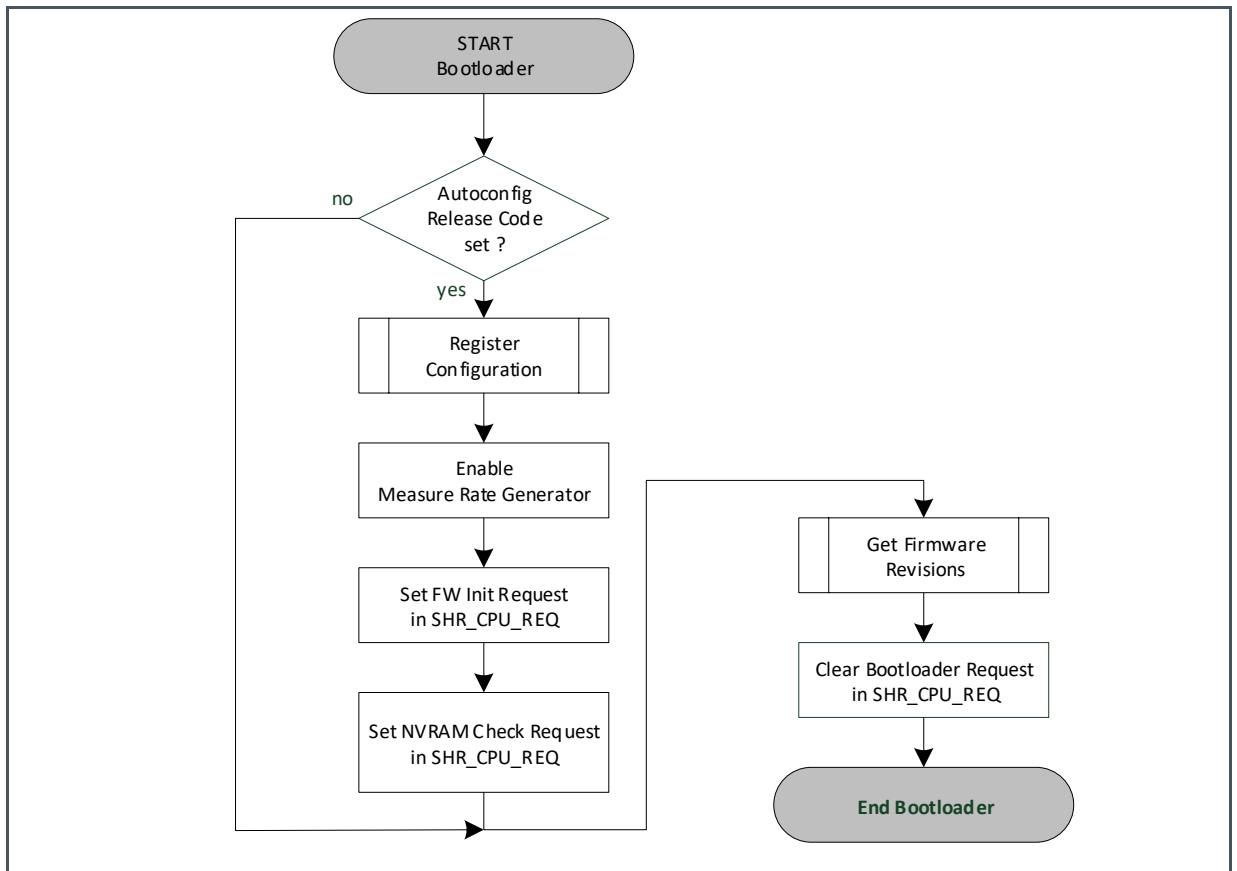 START
Bootloader
Autoconfig
Release Code
set ?
no
yes
Register
Configuration
Enable
Measure Rate Generator
Set FW Init Request
in SHR_CPU_REQ
Set NVRAM Check Request
in SHR_CPU_REQ
Get Firmware
Revisions
Clear Bootloader Request
in SHR_CPU_REQ
End Bootloader